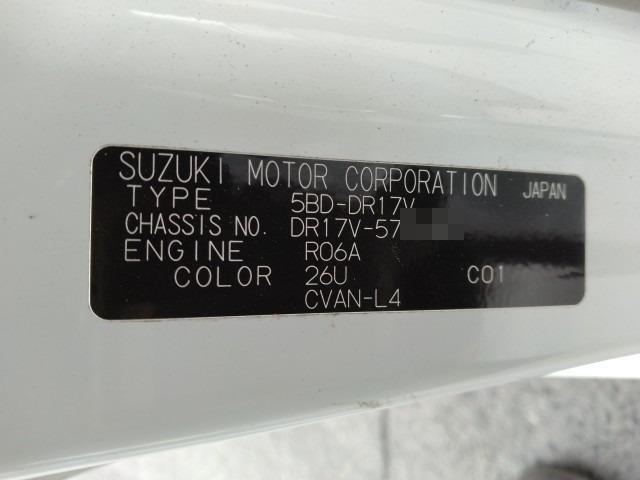 SUZUKI MOTOR CORPORATION JAPAN
TYPE 5BD-DR17V
CHASSIS NO. DR17V-57
ENGINE R06A
COLOR 26U C01
CVAN-L4